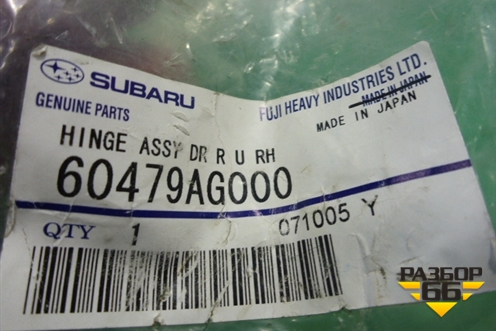 SUBARU
FUJI HEAVY INDUSTRIES LTD.
GENUINE PARTS
MADE IN JAPAN
MADE IN JAPAN
HINGE ASSY DR R U RH
60479AG000
071005 Y
QTY 1
РАЗБОР
66